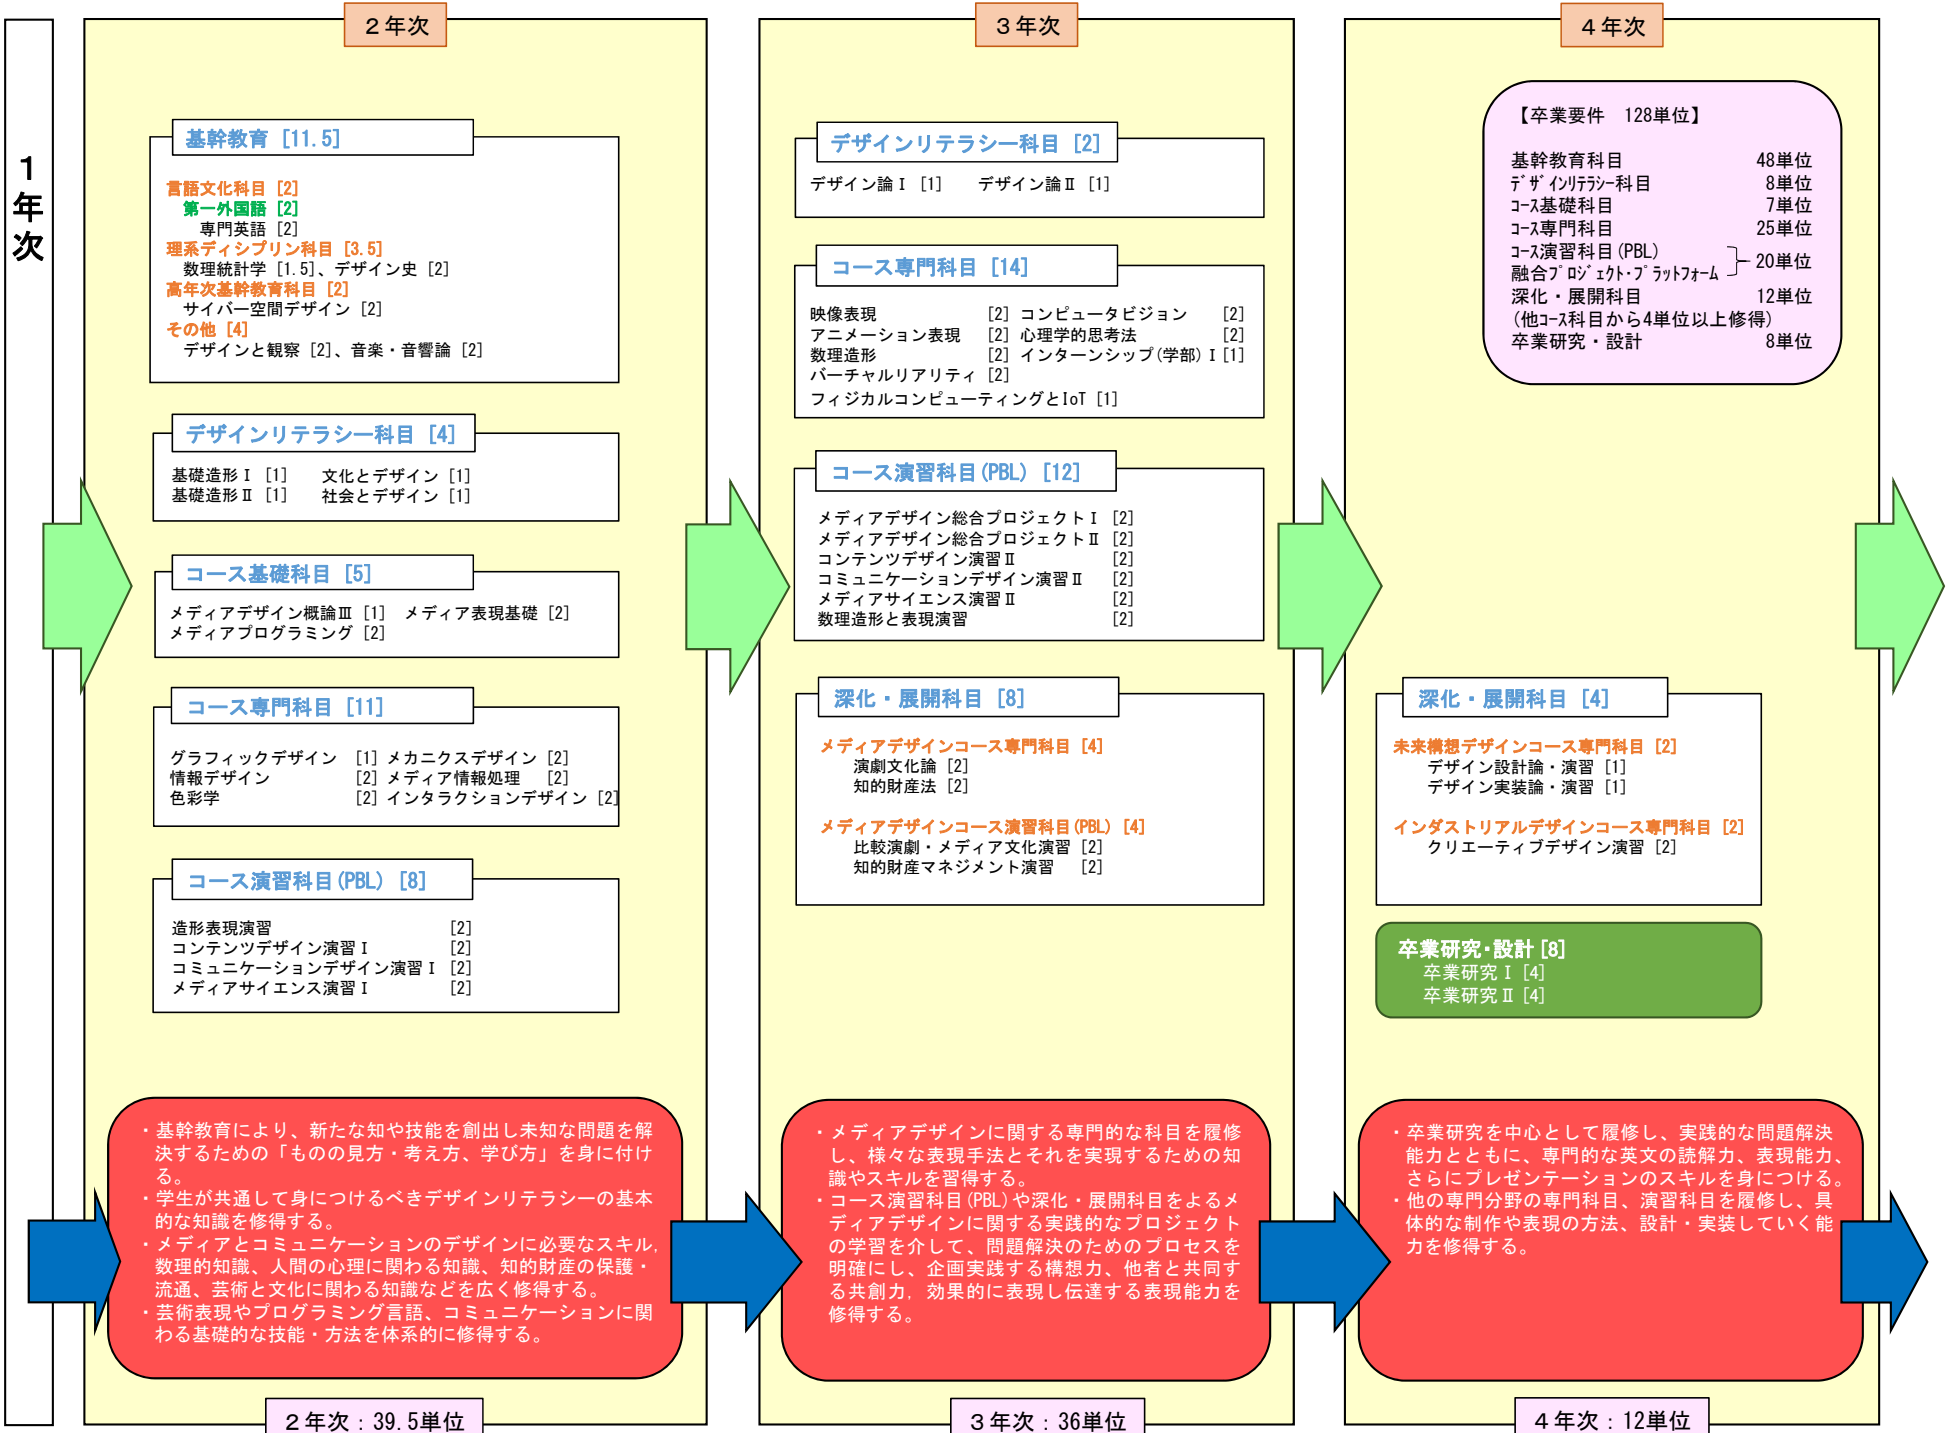 1年次
２年次
基幹教育 [11.5]
言語文化科目 [2]
第一外国語 [2]
専門英語 [2]
理系ディシプリン科目 [3.5]
数理統計学 [1.5]、デザイン史 [2]
高年次基幹教育科目 [2]
サイバー空間デザイン [2]
その他 [4]
デザインと観察 [2]、音楽・音響論 [2]
デザインリテラシー科目 [4]
基礎造形Ⅰ [1]　文化とデザイン [1]
基礎造形Ⅱ [1]　社会とデザイン [1]
コース基礎科目 [5]
メディアデザイン概論Ⅲ [1]　メディア表現基礎 [2]
メディアプログラミング [2]
コース専門科目 [11]
グラフィックデザイン [1] メカニクスデザイン [2]
情報デザイン [2] メディア情報処理 [2]
色彩学 [2] インタラクションデザイン [2]
コース演習科目(PBL) [8]
造形表現演習 [2]
コンテンツデザイン演習Ⅰ [2]
コミュニケーションデザイン演習Ⅰ [2]
メディアサイエンス演習Ⅰ [2]
・基幹教育により、新たな知や技能を創出し未知な問題を解
決するための「ものの見方・考え方、学び方」を身に付け
る。
・学生が共通して身につけるべきデザインリテラシーの基本
的な知識を修得する。
・メディアとコミュニケーションのデザインに必要なスキル，
数理的知識、人間の心理に関わる知識、知的財産の保護・
流通、芸術と文化に関わる知識などを広く修得する。
・芸術表現やプログラミング言語、コミュニケーションに関
わる基礎的な技能・方法を体系的に修得する。
２年次：39.5単位
３年次
デザインリテラシー科目 [2]
デザイン論Ⅰ [1]　デザイン論Ⅱ [1]
コース専門科目 [14]
映像表現 [2] コンピュータビジョン [2]
アニメーション表現 [2] 心理学的思考法 [2]
数理造形 [2] インターンシップ(学部)Ⅰ [1]
バーチャルリアリティ [2]
フィジカルコンピューティングとIoT [1]
コース演習科目(PBL) [12]
メディアデザイン総合プロジェクトⅠ [2]
メディアデザイン総合プロジェクトⅡ [2]
コンテンツデザイン演習Ⅱ [2]
コミュニケーションデザイン演習Ⅱ [2]
メディアサイエンス演習Ⅱ [2]
数理造形と表現演習 [2]
深化・展開科目 [8]
メディアデザインコース専門科目 [4]
演劇文化論 [2]
知的財産法 [2]
メディアデザインコース演習科目(PBL) [4]
比較演劇・メディア文化演習 [2]
知的財産マネジメント演習 [2]
・メディアデザインに関する専門的な科目を履修
し、様々な表現手法とそれを実現するための知
識やスキルを習得する。
・コース演習科目(PBL)や深化・展開科目をよるメ
ディアデザインに関する実践的なプロジェクト
の学習を介して、問題解決のためのプロセスを
明確にし、企画実践する構想力、他者と共同す
る共創力，効果的に表現し伝達する表現能力を
修得する。
３年次：36単位
４年次
【卒業要件　128単位】
基幹教育科目 48単位
ﾃﾞｻﾞｲﾝﾘﾃﾗｼｰ科目 8単位
ｺｰｽ基礎科目 7単位
ｺｰｽ専門科目 25単位
ｺｰｽ演習科目(PBL)
融合ﾌﾟﾛｼﾞｪｸﾄ・ﾌﾟﾗｯﾄﾌｫｰﾑ 20単位
深化・展開科目 12単位
(他ｺｰｽ科目から4単位以上修得)
卒業研究・設計 8単位
深化・展開科目 [4]
未来構想デザインコース専門科目 [2]
デザイン設計論・演習 [1]
デザイン実装論・演習 [1]
インダストリアルデザインコース専門科目 [2]
クリエーティブデザイン演習 [2]
卒業研究・設計 [8]
卒業研究Ⅰ [4]
卒業研究Ⅱ [4]
・卒業研究を中心として履修し、実践的な問題解決
能力とともに、専門的な英文の読解力、表現能力、
さらにプレゼンテーションのスキルを身につける。
・他の専門分野の専門科目、演習科目を履修し、具
体的な制作や表現の方法、設計・実装していく能
力を修得する。
４年次：12単位